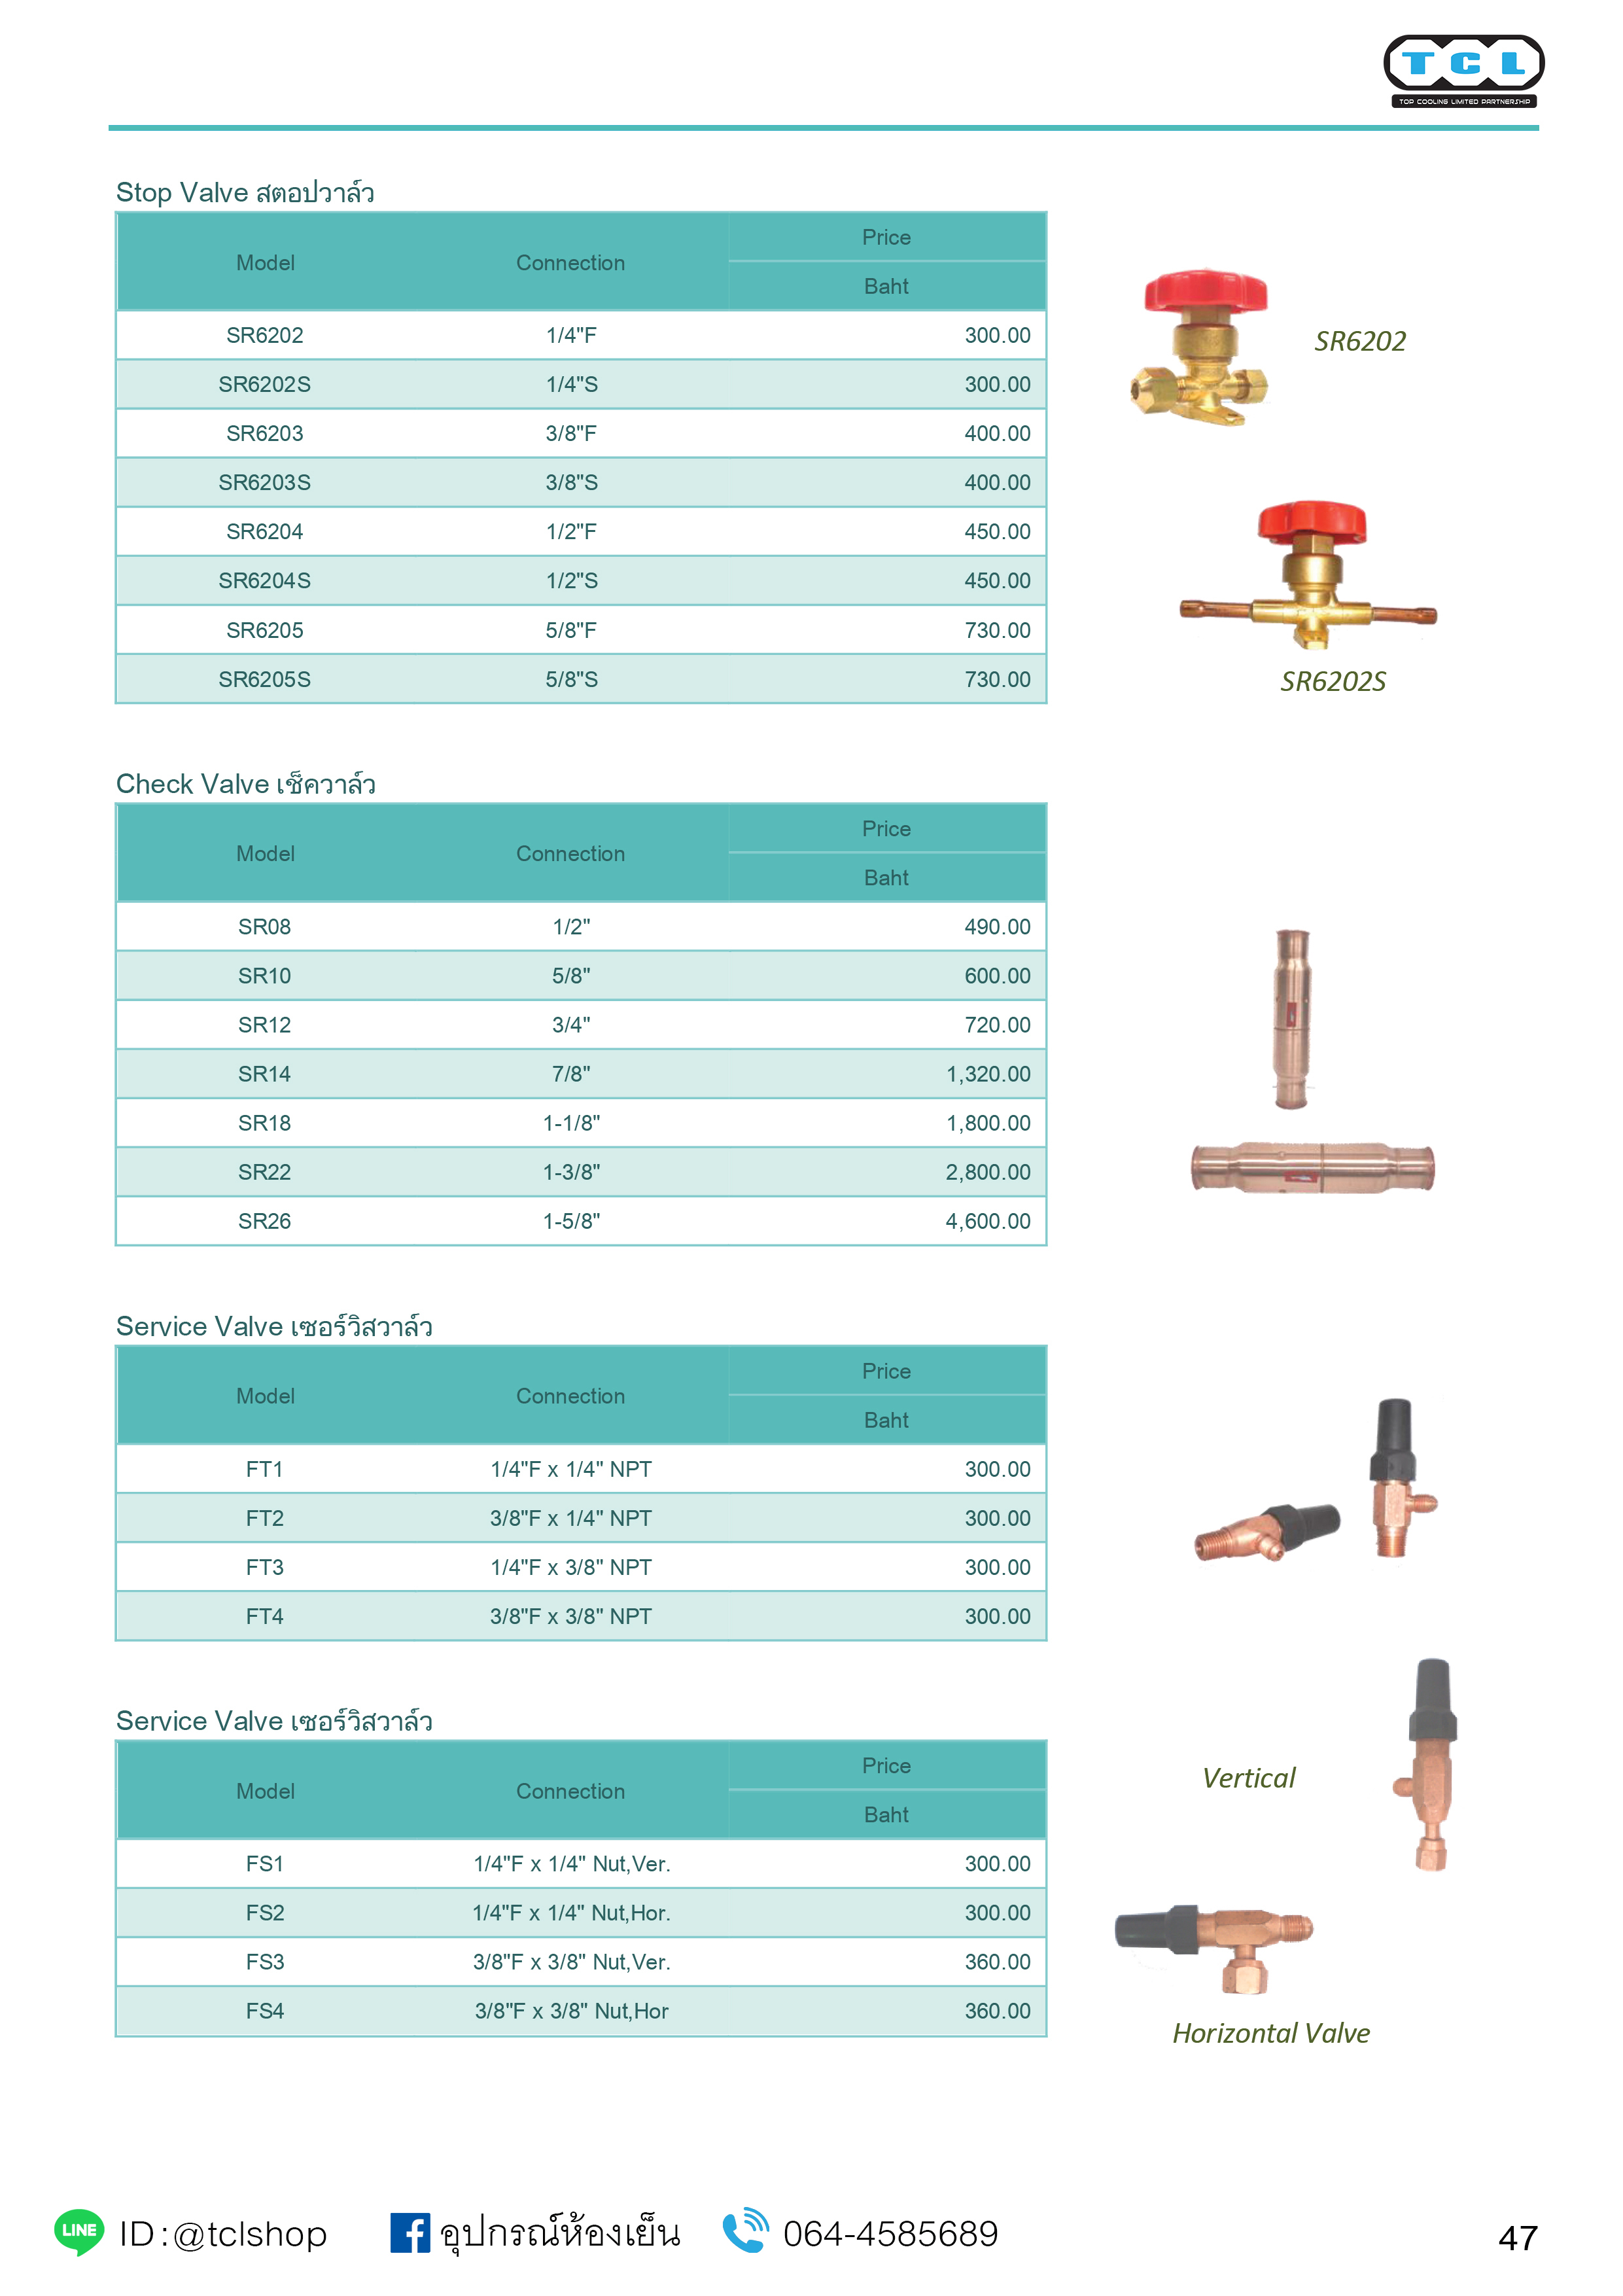 TCL
TOP COOLING LIMITED PARTNERSHIP
Stop Valve สตอปวาล์ว
Model Connection Price
Baht
SR6202 1/4"F 300.00
SR6202S 1/4"S 300.00
SR6203 3/8"F 400.00
SR6203S 3/8"S 400.00
SR6204 1/2"F 450.00
SR6204S 1/2"S 450.00
SR6205 5/8"F 730.00
SR6205S 5/8"S 730.00
SR6202
SR6202S
Check Valve เช็ควาล์ว
Model Connection Price
Baht
SR08 1/2" 490.00
SR10 5/8" 600.00
SR12 3/4" 720.00
SR14 7/8" 1,320.00
SR18 1-1/8" 1,800.00
SR22 1-3/8" 2,800.00
SR26 1-5/8" 4,600.00
Service Valve เซอร์วิสวาล์ว
Model Connection Price
Baht
FT1 1/4"F x 1/4" NPT 300.00
FT2 3/8"F x 1/4" NPT 300.00
FT3 1/4"F x 3/8" NPT 300.00
FT4 3/8"F x 3/8" NPT 300.00
Service Valve เซอร์วิสวาล์ว
Model Connection Price
Baht
FS1 1/4"F x 1/4" Nut,Ver. 300.00
FS2 1/4"F x 1/4" Nut,Hor. 300.00
FS3 3/8"F x 3/8" Nut,Ver. 360.00
FS4 3/8"F x 3/8" Nut,Hor 360.00
Vertical
Horizontal Valve
LINE ID:@tclshop อุปกรณ์ห้องเย็น 064-4585689 47